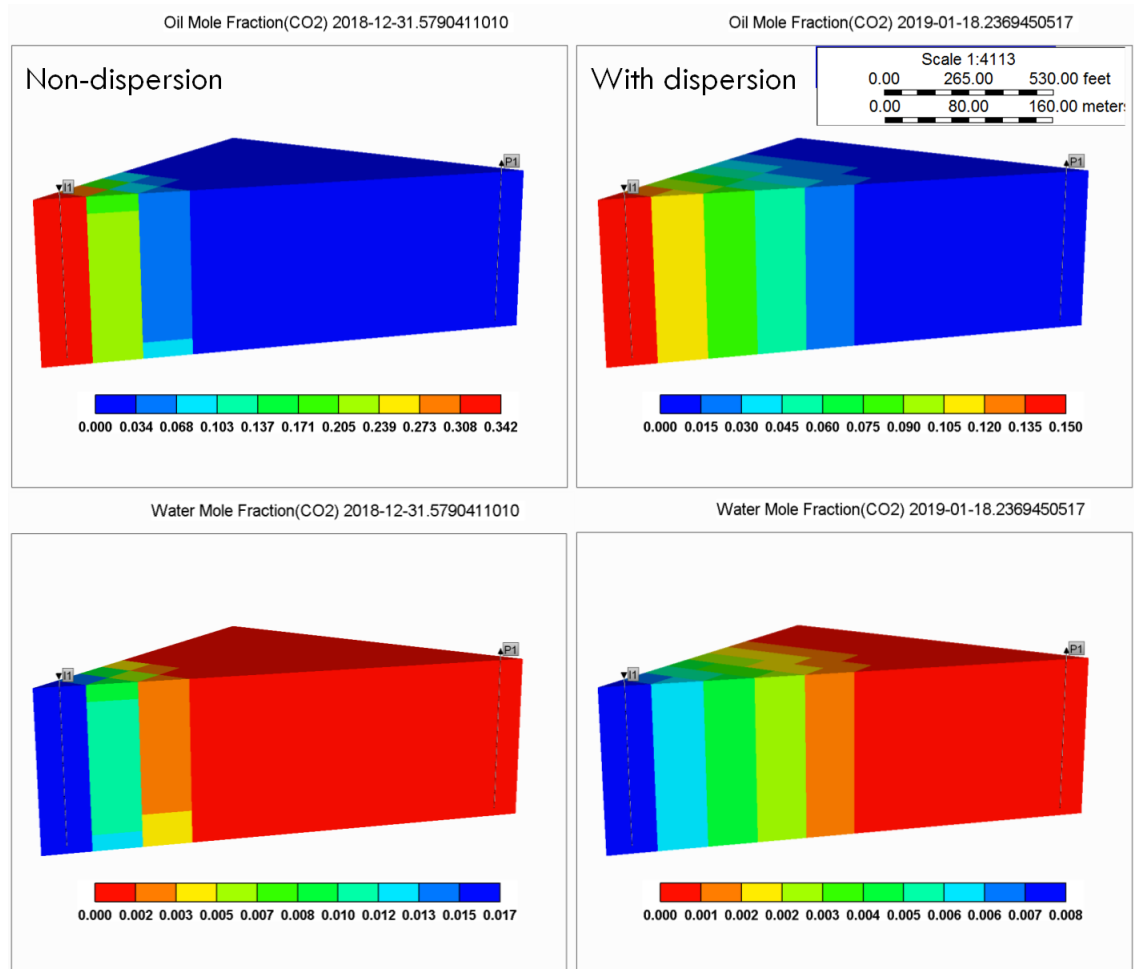 Oil Mole Fraction(CO2) 2018-12-31.5790411010
Oil Mole Fraction(CO2) 2019-01-18.2369450517
Non-dispersion
With dispersion
Scale 1:4113
0.00 265.00 530.00 feet
0.00 80.00 160.00 meters
I1
P1
I1
P1
0.000 0.034 0.068 0.103 0.137 0.171 0.205 0.239 0.273 0.308 0.342
0.000 0.015 0.030 0.045 0.060 0.075 0.090 0.105 0.120 0.135 0.150
Water Mole Fraction(CO2) 2018-12-31.5790411010
Water Mole Fraction(CO2) 2019-01-18.2369450517
I1
P1
I1
P1
0.000 0.002 0.003 0.005 0.007 0.008 0.010 0.012 0.013 0.015 0.017
0.000 0.001 0.002 0.002 0.003 0.004 0.005 0.006 0.006 0.007 0.008